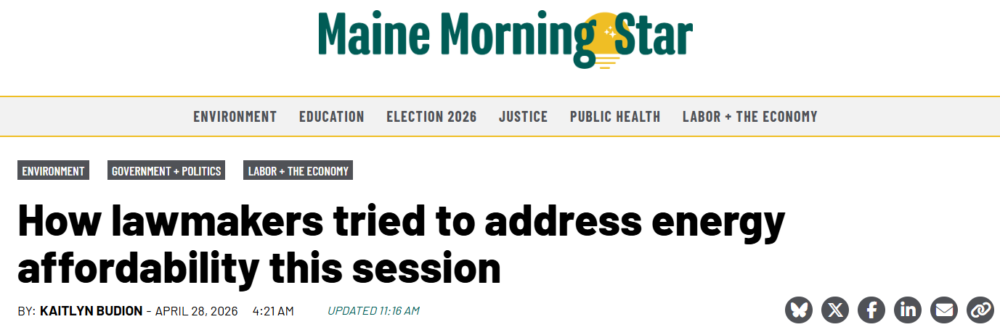 Maine Morning Star
ENVIRONMENT EDUCATION ELECTION 2026 JUSTICE PUBLIC HEALTH LABOR + THE ECONOMY
ENVIRONMENT GOVERNMENT + POLITICS LABOR + THE ECONOMY
How lawmakers tried to address energy
affordability this session
BY: KAITLYN BUDION - APRIL 28, 2026 4:21 AM UPDATED 11:16 AM